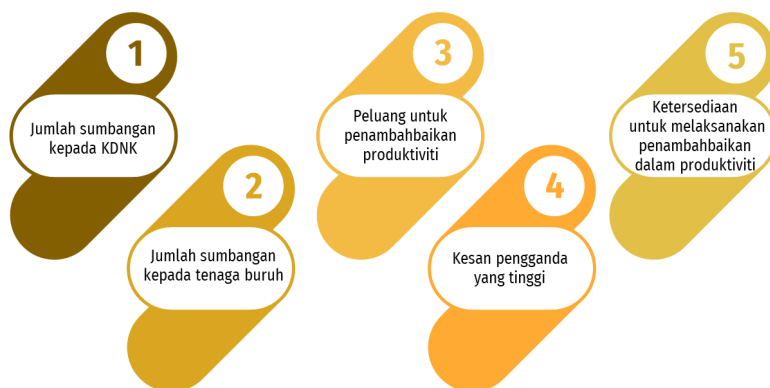 1
Jumlah sumbangan
kepada KDNK
2
Jumlah sumbangan
kepada tenaga buruh
3
Peluang untuk
penambahbaikan
produktiviti
4
Kesan pengganda
yang tinggi
5
Ketersediaan
untuk melaksanakan
penambahbaikan
dalam produktiviti